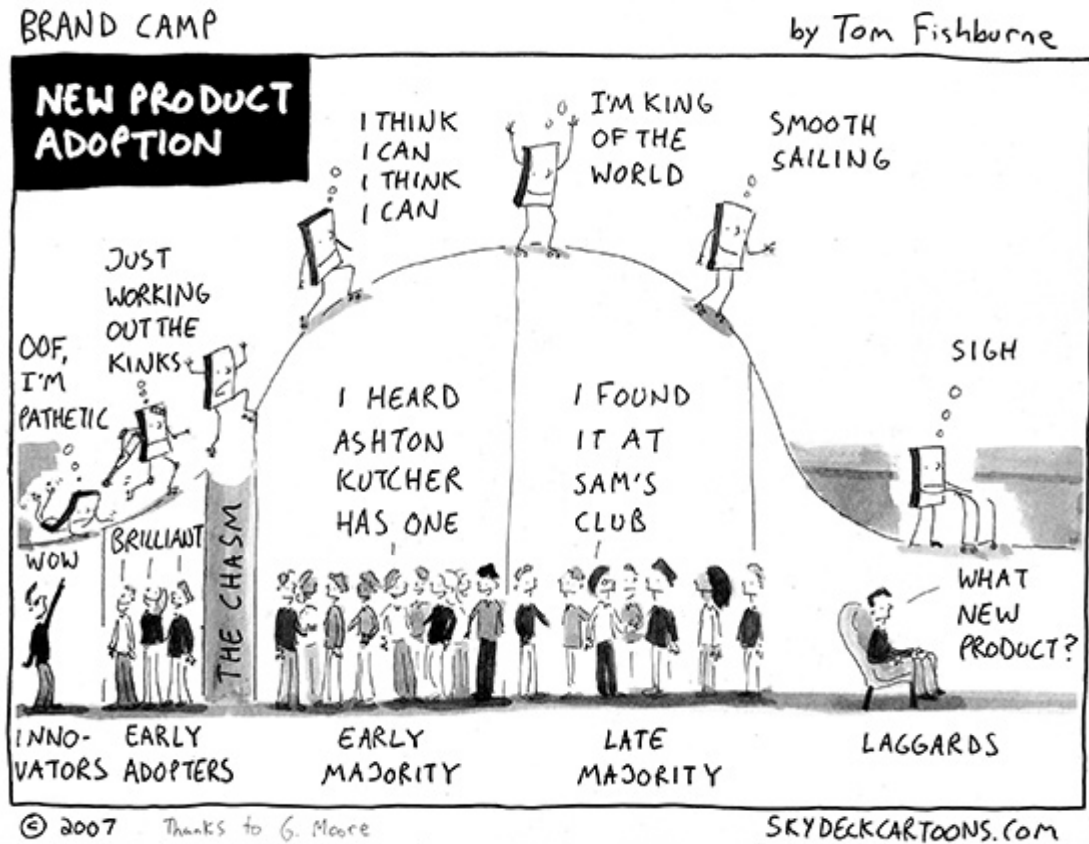 BRAND CAMP
by Tom Fishburne
NEW PRODUCT
ADOPTION
OOF,
I'M
PATHETIC
JUST
WORKING
OUT THE
KINKS
I THINK
I CAN
I THINK
I CAN
I'M KING
OF THE
WORLD
SMOOTH
SAILING
SIGH
WOW
BRILLIANT
THE CHASM
I HEARD
ASHTON
KUTCHER
HAS ONE
I FOUND
IT AT
SAM'S
CLUB
WHAT
NEW
PRODUCT?
INNO-
VATORS
EARLY
ADOPTERS
EARLY
MAJORITY
LATE
MAJORITY
LAGGARDS
© 2007
Thanks to G. Moore
SKYDECKCARTOONS.COM